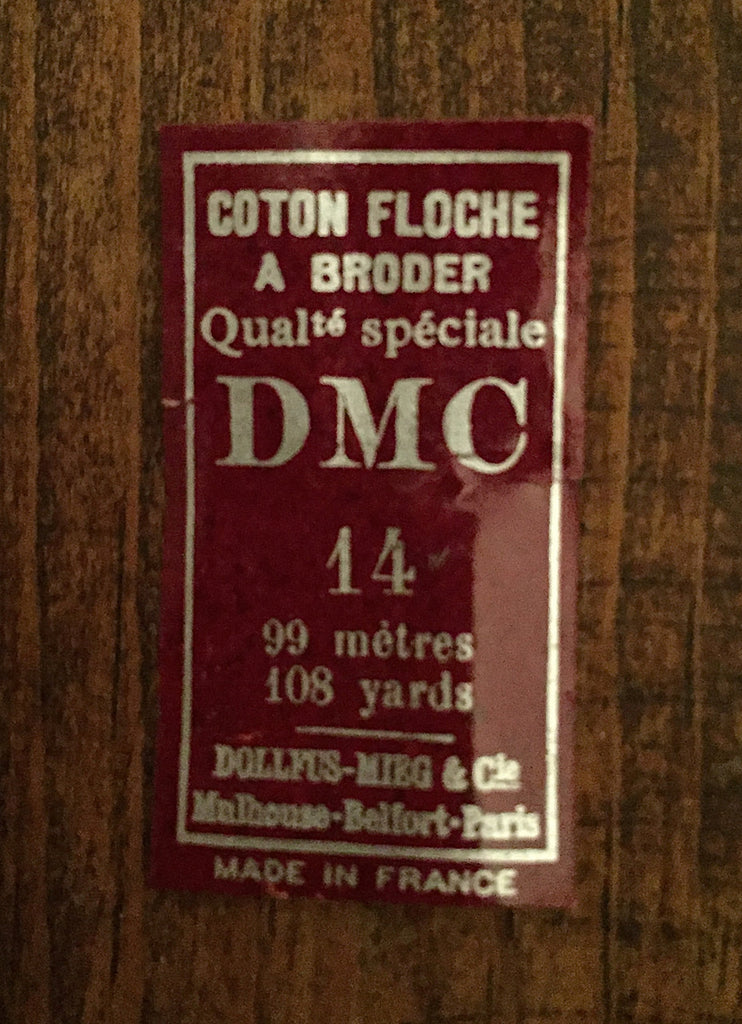 COTON FLOCHE
A BRODER
Qualté spéciale
DMC
14
99 mètres
108 yards
DOLLFUS-MIEG & Cie
Mulhouse-Belfort-Paris
MADE IN FRANCE